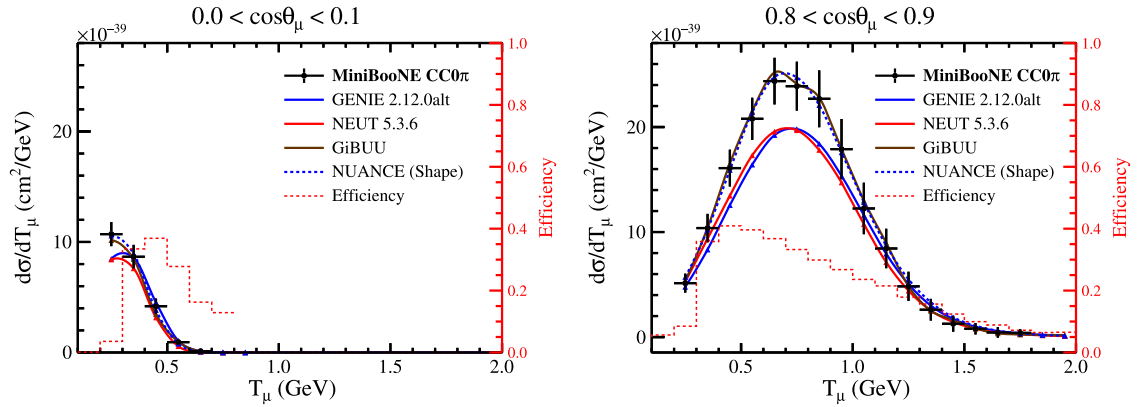 0.0 < cosθμ < 0.1
×10⁻³⁹
dσ/dTμ (cm²/GeV)
20
10
0
MiniBooNE CC0π
GENIE 2.12.0alt
NEUT 5.3.6
GiBUU
NUANCE (Shape)
Efficiency
1.0
0.8
0.6
0.4
0.2
0.0
Efficiency
0.5
1.0
1.5
2.0
Tμ (GeV)
0.8 < cosθμ < 0.9
×10⁻³⁹
dσ/dTμ (cm²/GeV)
20
10
0
MiniBooNE CC0π
GENIE 2.12.0alt
NEUT 5.3.6
GiBUU
NUANCE (Shape)
Efficiency
1.0
0.8
0.6
0.4
0.2
0.0
Efficiency
0.5
1.0
1.5
2.0
Tμ (GeV)